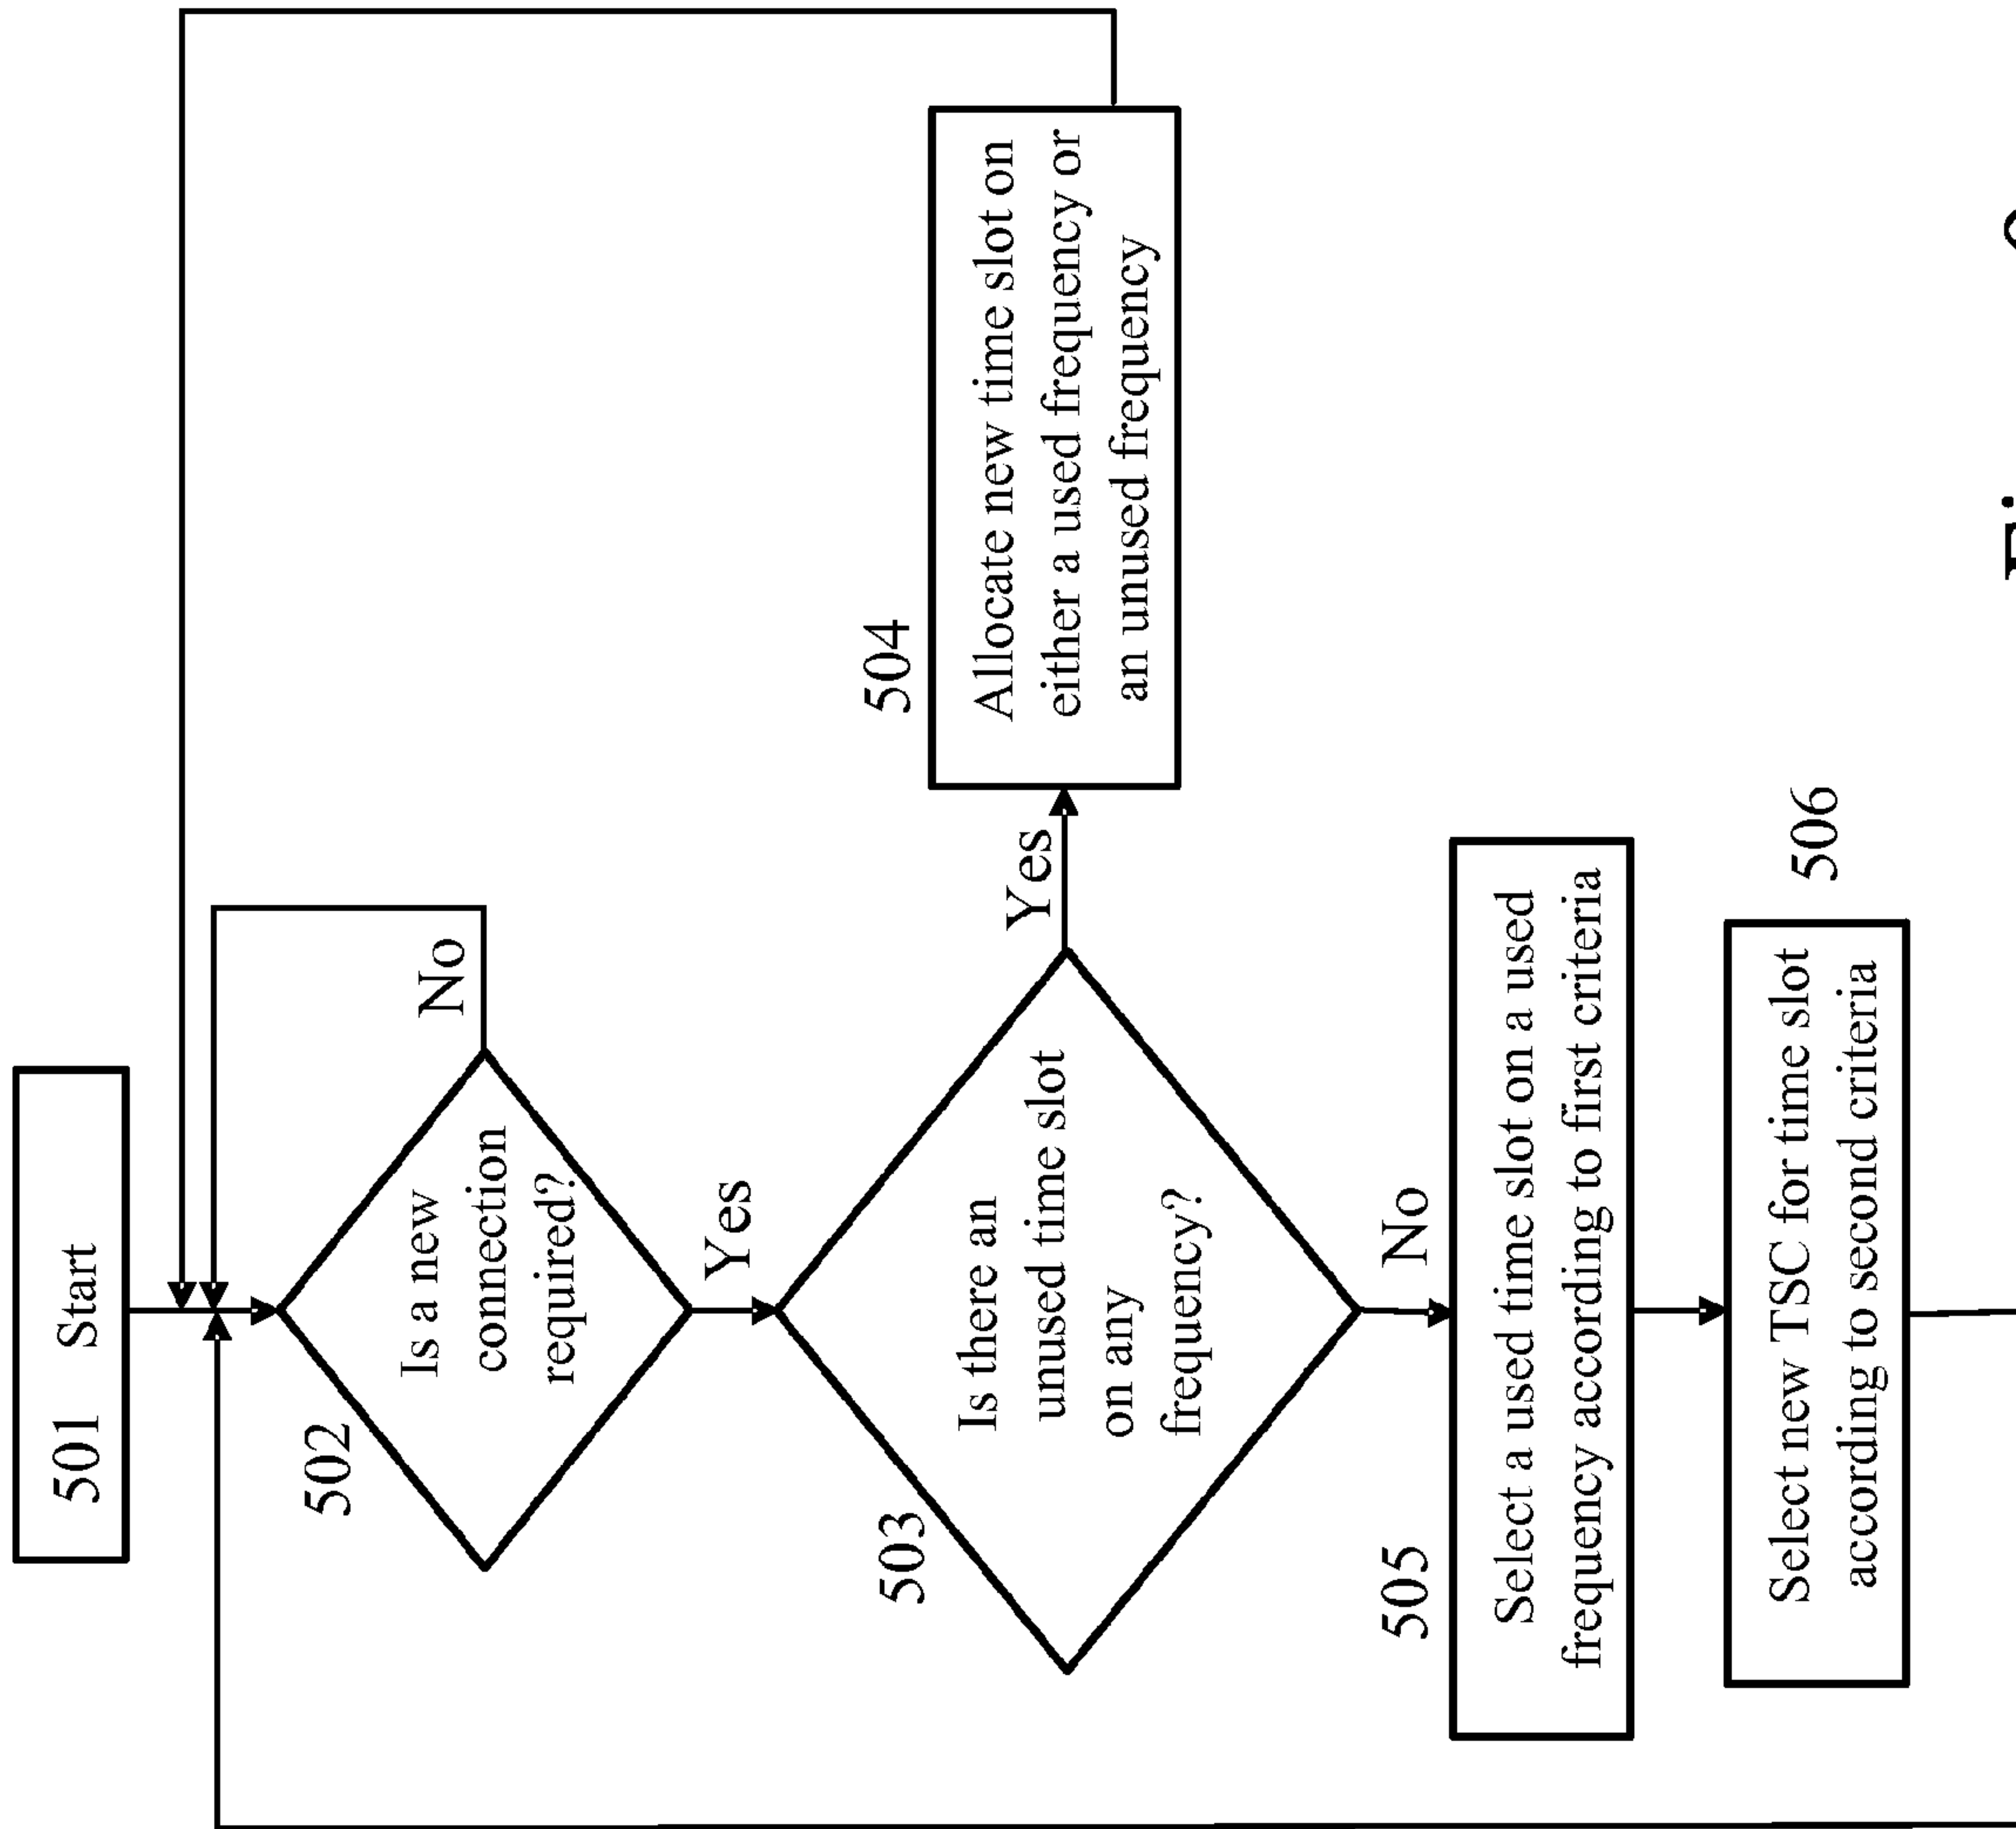 501 Start
502
Is a new
connection
required?
No
Yes
503
Is there an
unused time slot
on any
frequency?
Yes
504
Allocate new time slot on
either a used frequency or
an unused frequency
No
505
Select a used time slot on a used
frequency according to first criteria
506
Select new TSC for time slot
according to second criteria